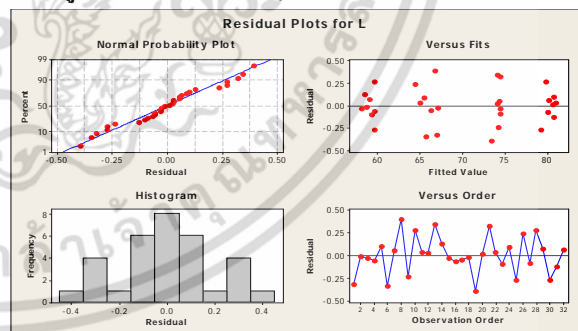 Residual Plots for L
Normal Probability Plot
Versus Fits
99
90
50
10
1
Percent
-0.50
-0.25
0.00
0.25
0.50
Residual
0.50
0.25
0.00
-0.25
-0.50
Residual
60
65
70
75
80
Fitted Value
Histogram
Versus Order
8
6
4
2
0
Frequency
-0.4
-0.2
0.0
0.2
0.4
Residual
0.50
0.25
0.00
-0.25
-0.50
Residual
2 4 6 8 10 12 14 16 18 20 22 24 26 28 30 32
Observation Order